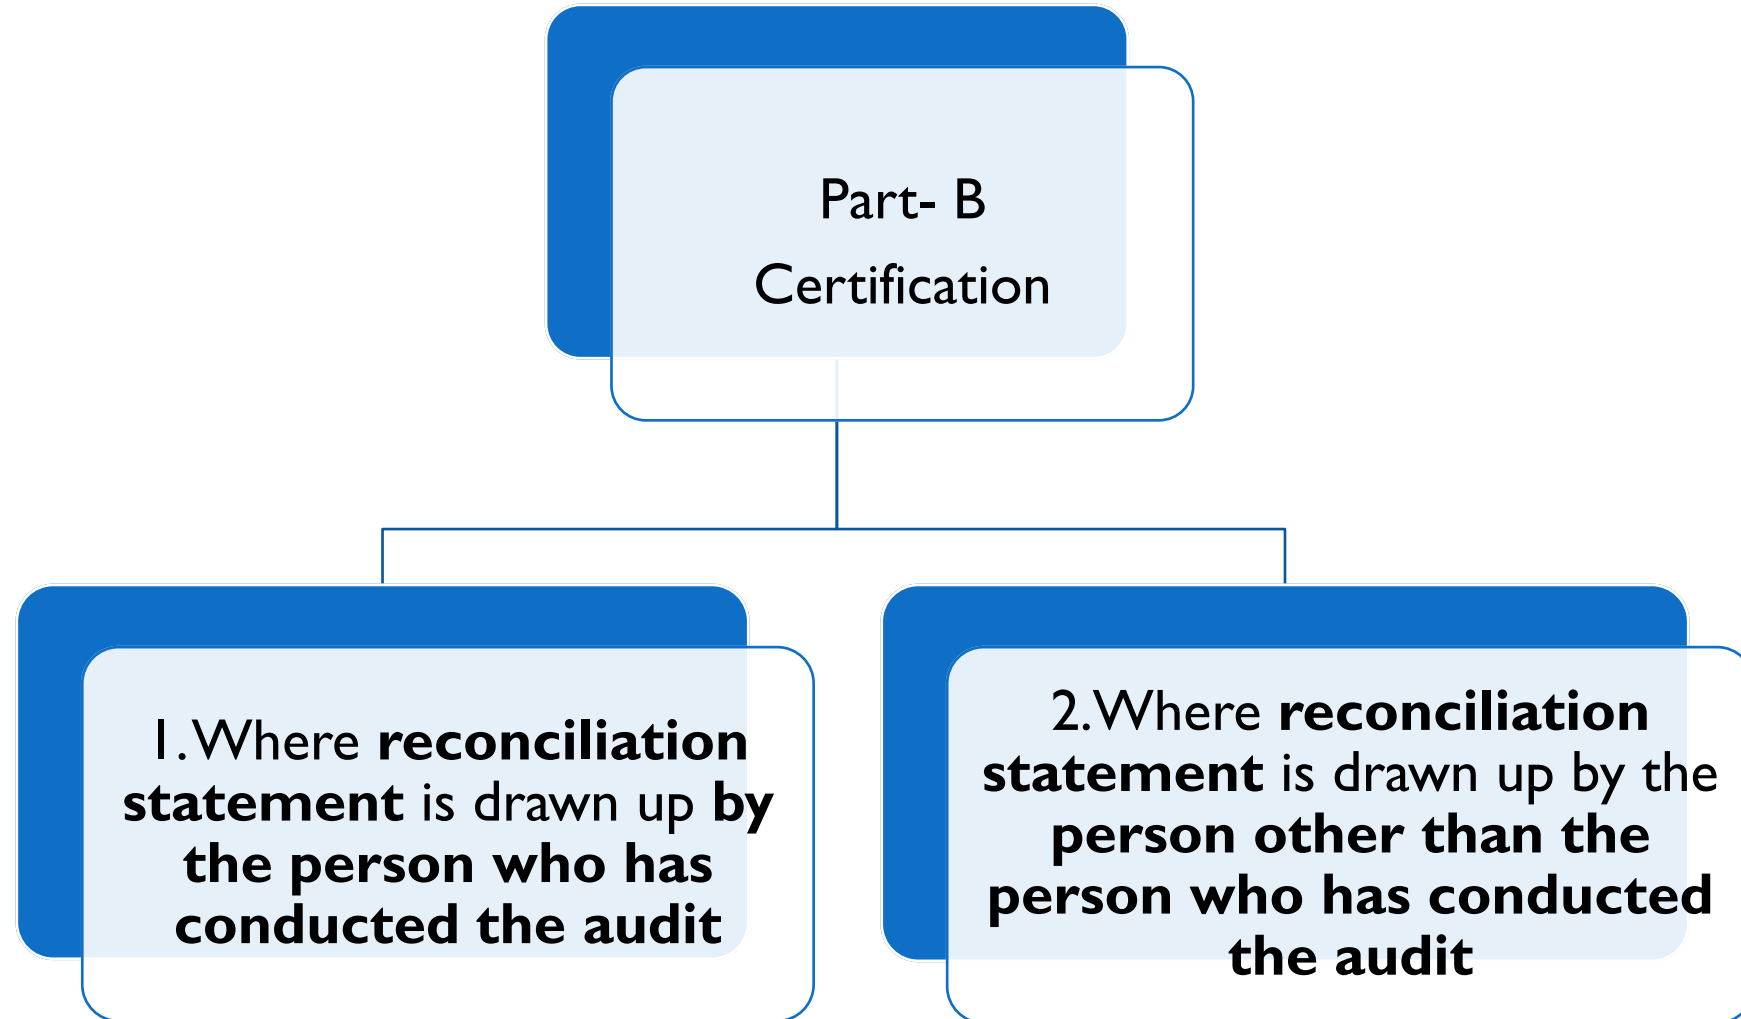 Part- B
Certification
1. Where reconciliation
statement is drawn up by
the person who has
conducted the audit
2. Where reconciliation
statement is drawn up by the
person other than the
person who has conducted
the audit